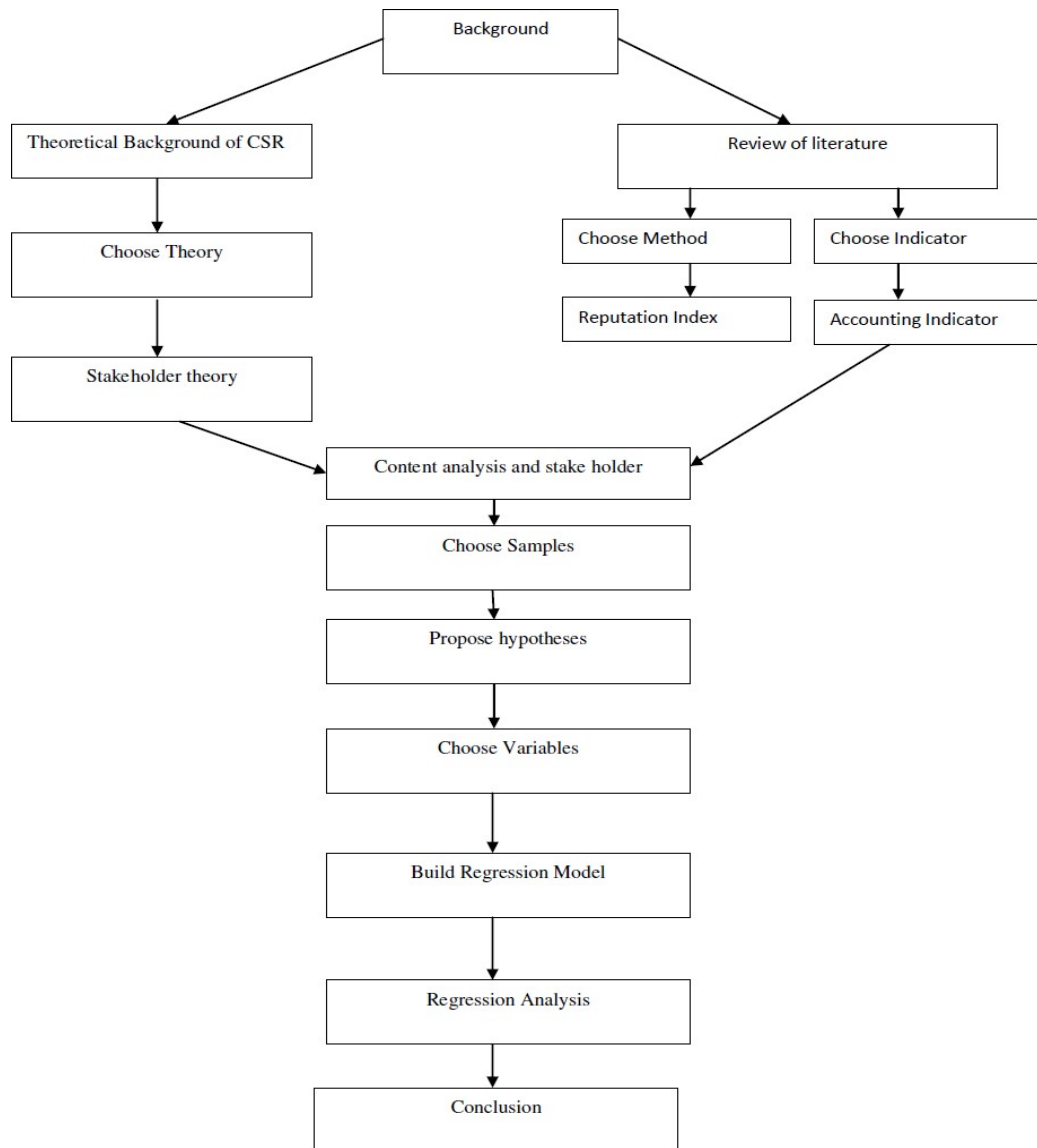 Background
Theoretical Background of CSR
Review of literature
Choose Method
Choose Indicator
Choose Theory
Reputation Index
Accounting Indicator
Stakeholder theory
Content analysis and stake holder
Choose Samples
Propose hypotheses
Choose Variables
Build Regression Model
Regression Analysis
Conclusion